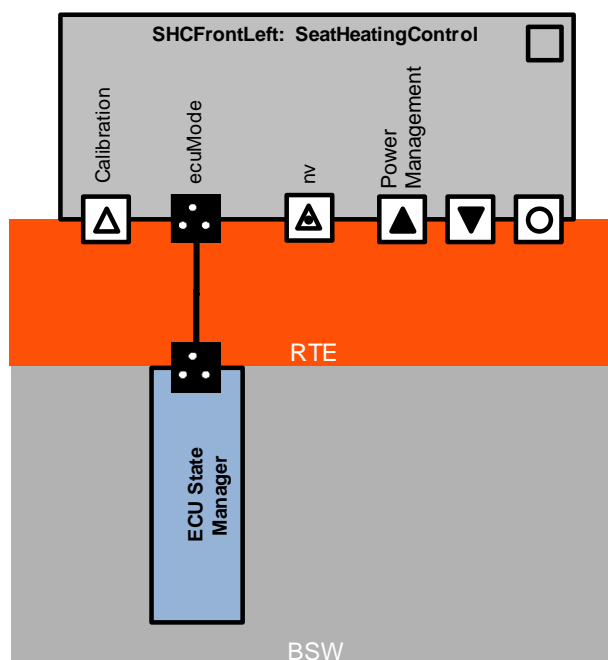 SHCFrontLeft: SeatHeatingControl
Calibration
ecuMode
nv
Power
Management
RTE
ECU State
Manager
BSW